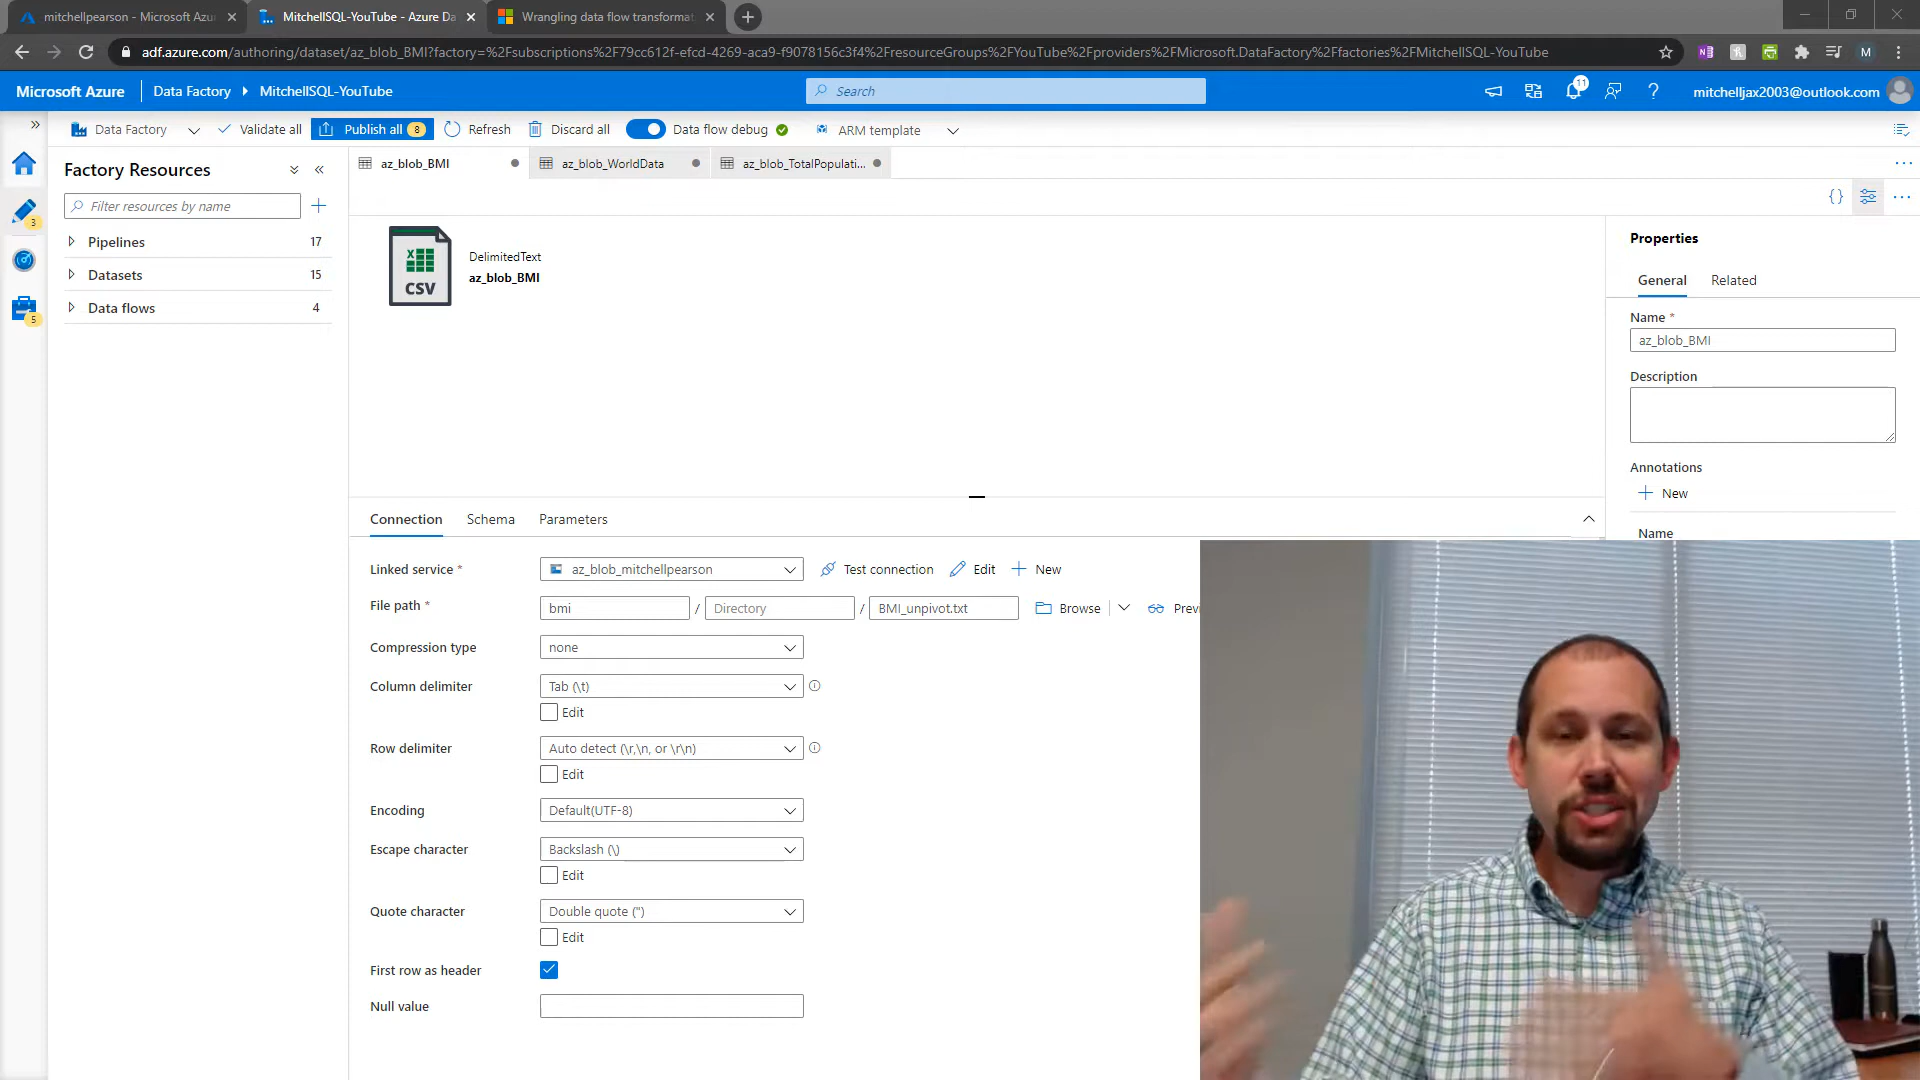 mitchellpearson - Microsoft Azu
MitchellSQL-YouTube - Azure Da
Wrangling data flow transformat
adf.azure.com/authoring/dataset/az_blob_BMI?factory=%2Fsubscriptions%2F79cc612f-efcd-4269-aca9-f9078156c3f4%2FresourceGroups%2FYouTube%2Fproviders%2FMicrosoft.DataFactory%2Ffactories%2FMitchellSQL-YouTube
M
Microsoft Azure
Data Factory
MitchellSQL-YouTube
Search
11
mitchelljax2003@outlook.com
Data Factory
Validate all
Publish all 8
Refresh
Discard all
Data flow debug
ARM template
3
5
Factory Resources
Filter resources by name
Pipelines 17
Datasets 15
Data flows 4
az_blob_BMI
az_blob_WorldData
az_blob_TotalPopulati...
{}
CSV
DelimitedText
az_blob_BMI
Properties
General
Related
Name *
az_blob_BMI
Description
Annotations
New
Name
Connection
Schema
Parameters
Linked service *
az_blob_mitchellpearson
Test connection
Edit
New
File path *
bmi / Directory / BMI_unpivot.txt
Browse
Previ
Compression type
none
Column delimiter
Tab (\t)
Edit
Row delimiter
Auto detect (\r,\n, or \r\n)
Edit
Encoding
Default(UTF-8)
Escape character
Backslash (\)
Edit
Quote character
Double quote (")
Edit
First row as header
Null value